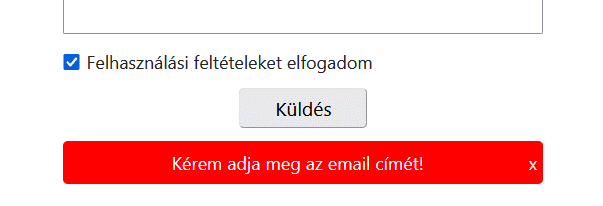 Felhasználási feltételeket elfogadom
Küldés
Kérem adja meg az email címét! x